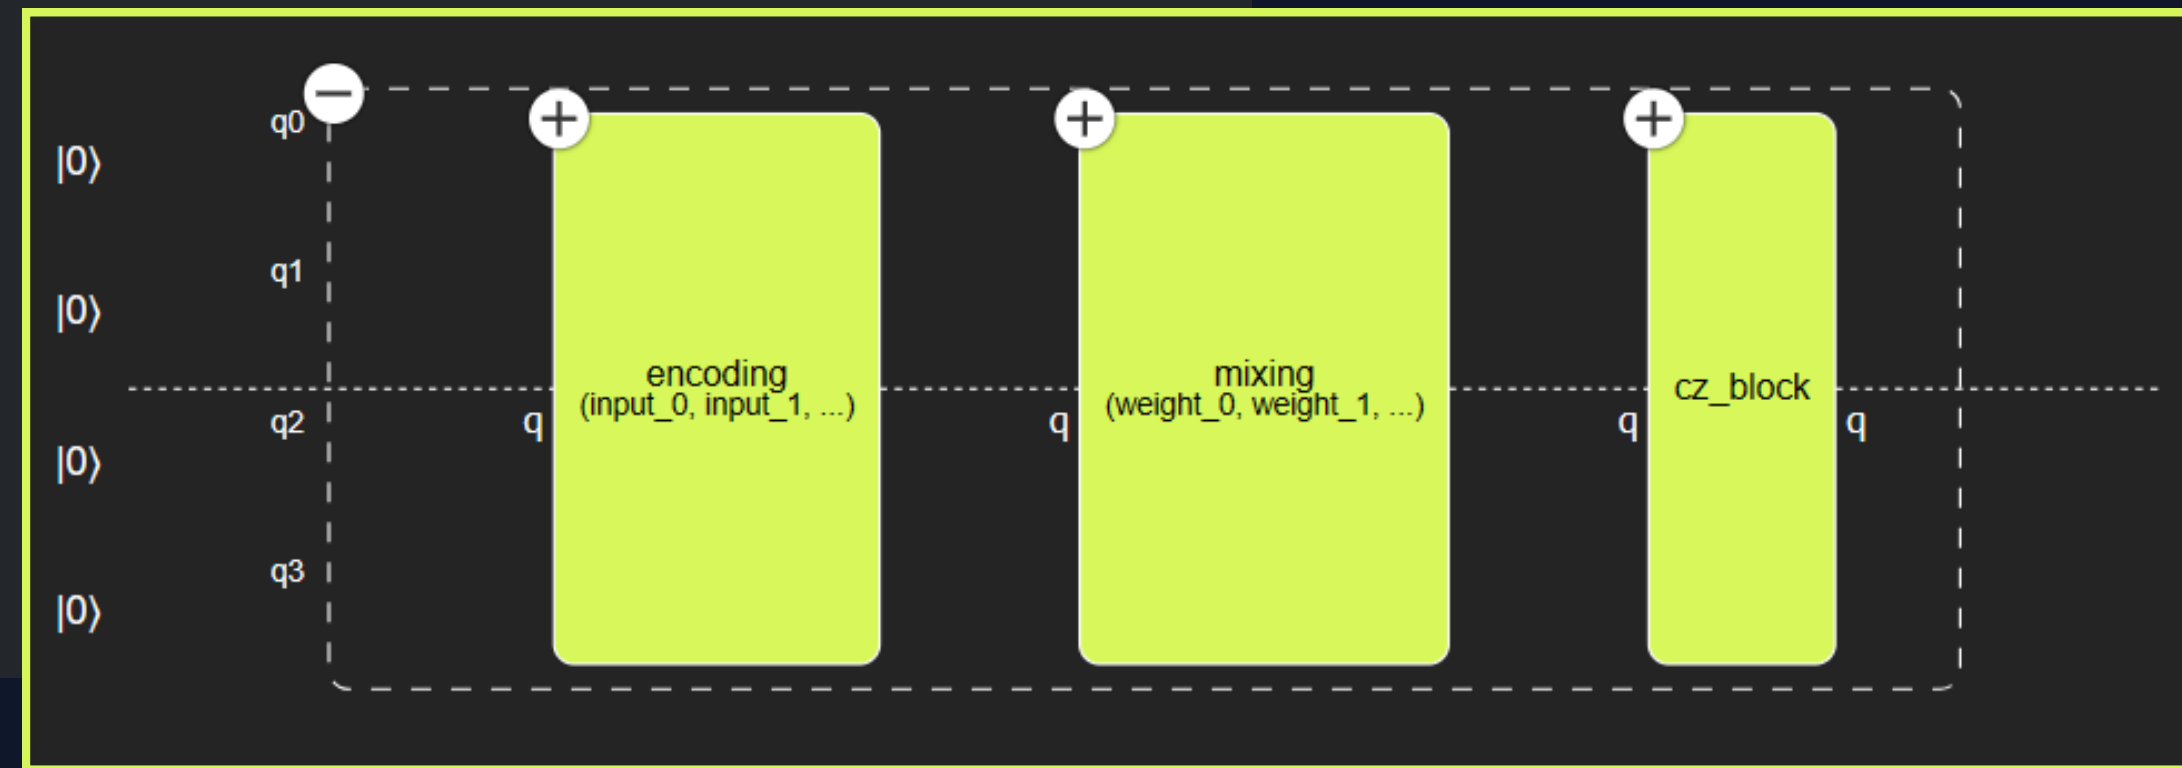 q0
|0⟩
q1
|0⟩
encoding
(input_0, input_1, ...)
mixing
(weight_0, weight_1, ...)
cz_block
q2
q
q
q
q
|0⟩
q3
|0⟩